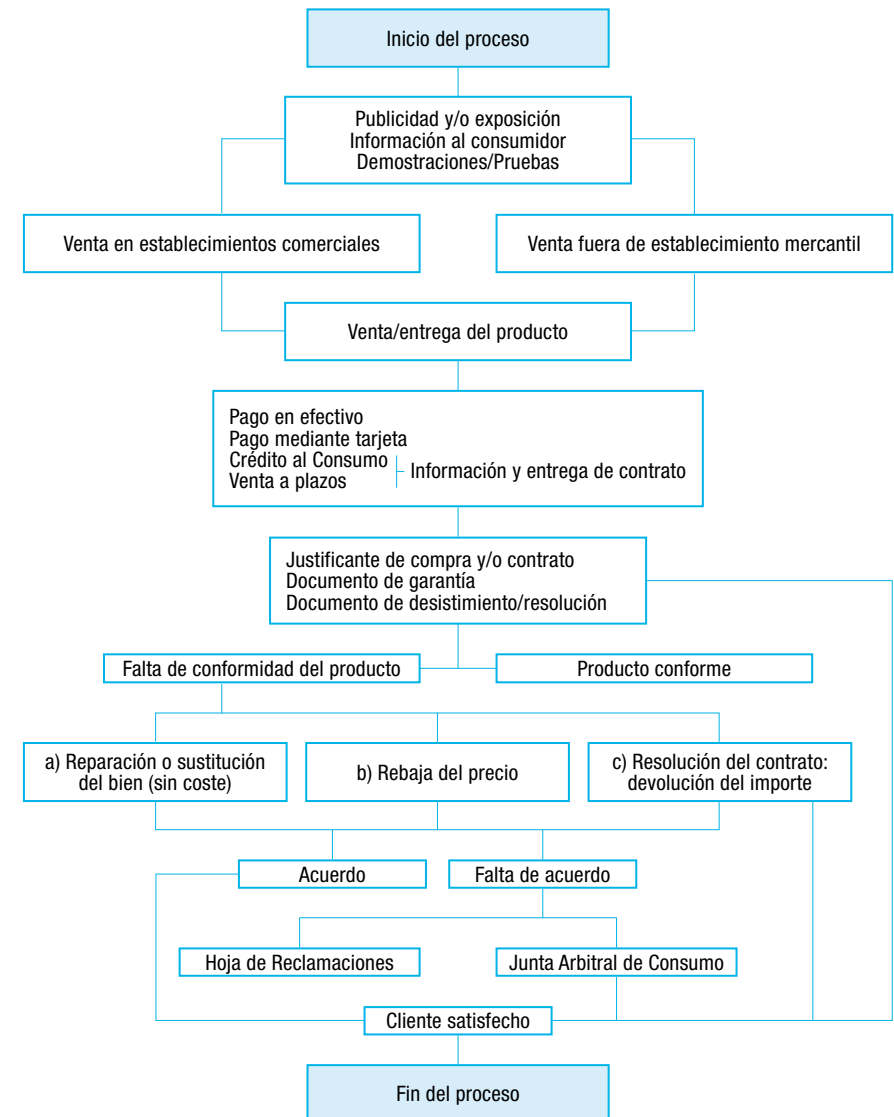 Inicio del proceso
Publicidad y/o exposición
Información al consumidor
Demostraciones/Pruebas
Venta en establecimientos comerciales
Venta fuera de establecimiento mercantil
Venta/entrega del producto
Pago en efectivo
Pago mediante tarjeta
Crédito al Consumo
Venta a plazos
Información y entrega de contrato
Justificante de compra y/o contrato
Documento de garantía
Documento de desistimiento/resolución
Falta de conformidad del producto
Producto conforme
a) Reparación o sustitución
del bien (sin coste)
b) Rebaja del precio
c) Resolución del contrato:
devolución del importe
Acuerdo
Falta de acuerdo
Hoja de Reclamaciones
Junta Arbitral de Consumo
Cliente satisfecho
Fin del proceso